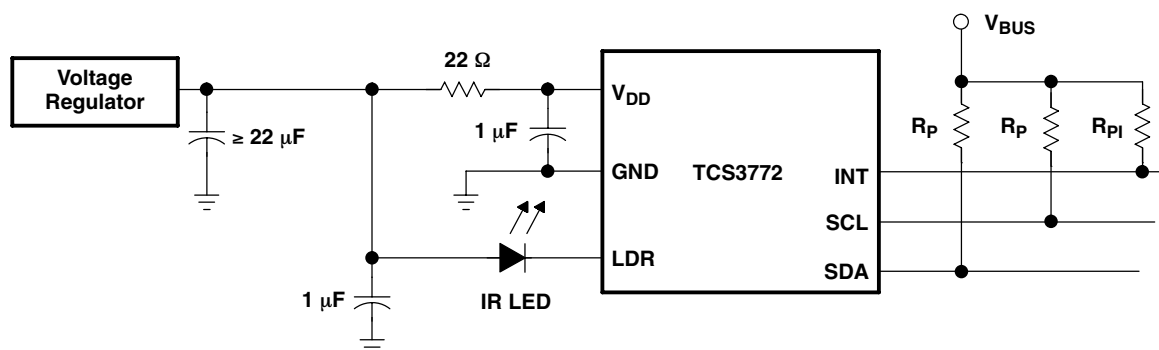 Voltage
Regulator
≥ 22 μF
22 Ω
1 μF
1 μF
IR LED
V_DD
GND
LDR
TCS3772
INT
SCL
SDA
V_BUS
R_P
R_P
R_PI